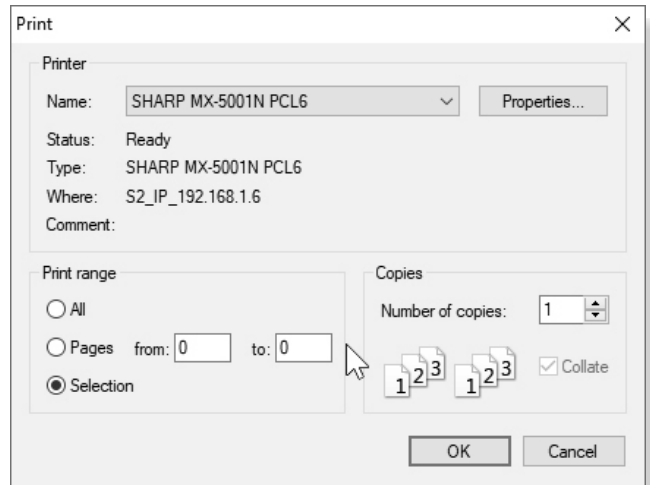 Print
Printer
Name: SHARP MX-5001N PCL6 Properties...
Status: Ready
Type: SHARP MX-5001N PCL6
Where: S2_IP_192.168.1.6
Comment:
Print range
All
Pages from: 0 to: 0
Selection
Copies
Number of copies: 1
1 2 3 1 2 3 Collate
OK Cancel